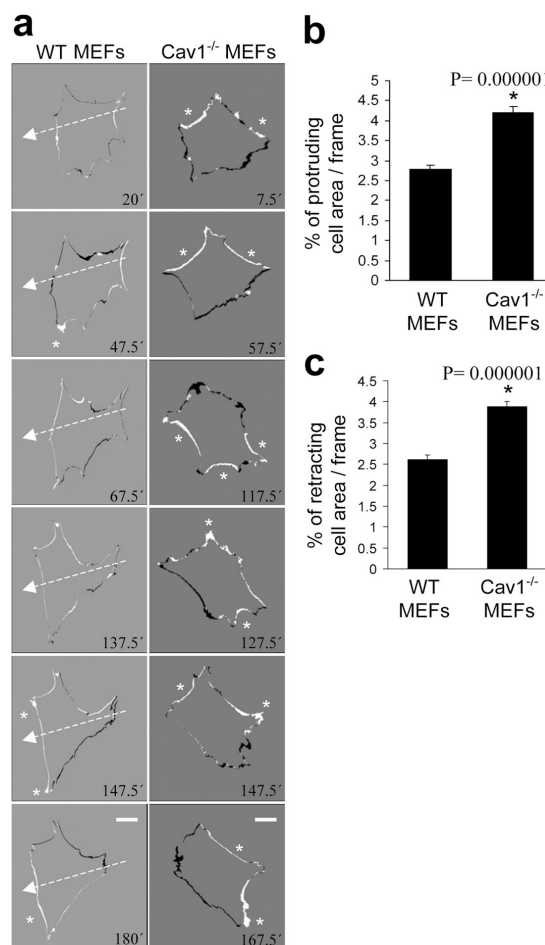 a
WT MEFs Cav1-/- MEFs
20´ 7.5´
*
*
47.5´ 57.5´
*
*
*
67.5´ 117.5´
*
*
*
137.5´ 127.5´
*
*
147.5´ 147.5´
*
*
*
*
180´ 167.5´
*
*
*
b
P= 0.000001
*
% of protruding
cell area / frame
5
4.5
4
3.5
3
2.5
2
1.5
1
0.5
0
WT
MEFs
Cav1-/-
MEFs
c
P= 0.000001
*
% of retracting
cell area / frame
4.5
4
3.5
3
2.5
2
1.5
1
0.5
0
WT
MEFs
Cav1-/-
MEFs